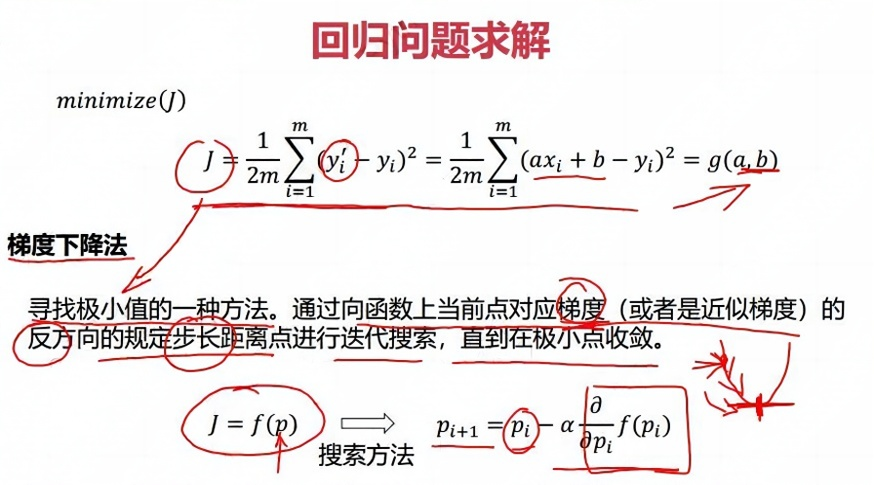 回归问题求解
minimize(J)
J = \frac{1}{2m} \sum_{i=1}^{m} (y_i' - y_i)^2 = \frac{1}{2m} \sum_{i=1}^{m} (ax_i + b - y_i)^2 = g(a,b)
梯度下降法
寻找极小值的一种方法。通过向函数上当前点对应梯度（或者是近似梯度）的
反方向的规定步长距离点进行迭代搜索，直到在极小点收敛。
J = f(p) ⇨ p_{i+1} = p_i - α \frac{∂}{∂p_i} f(p_i)
搜索方法